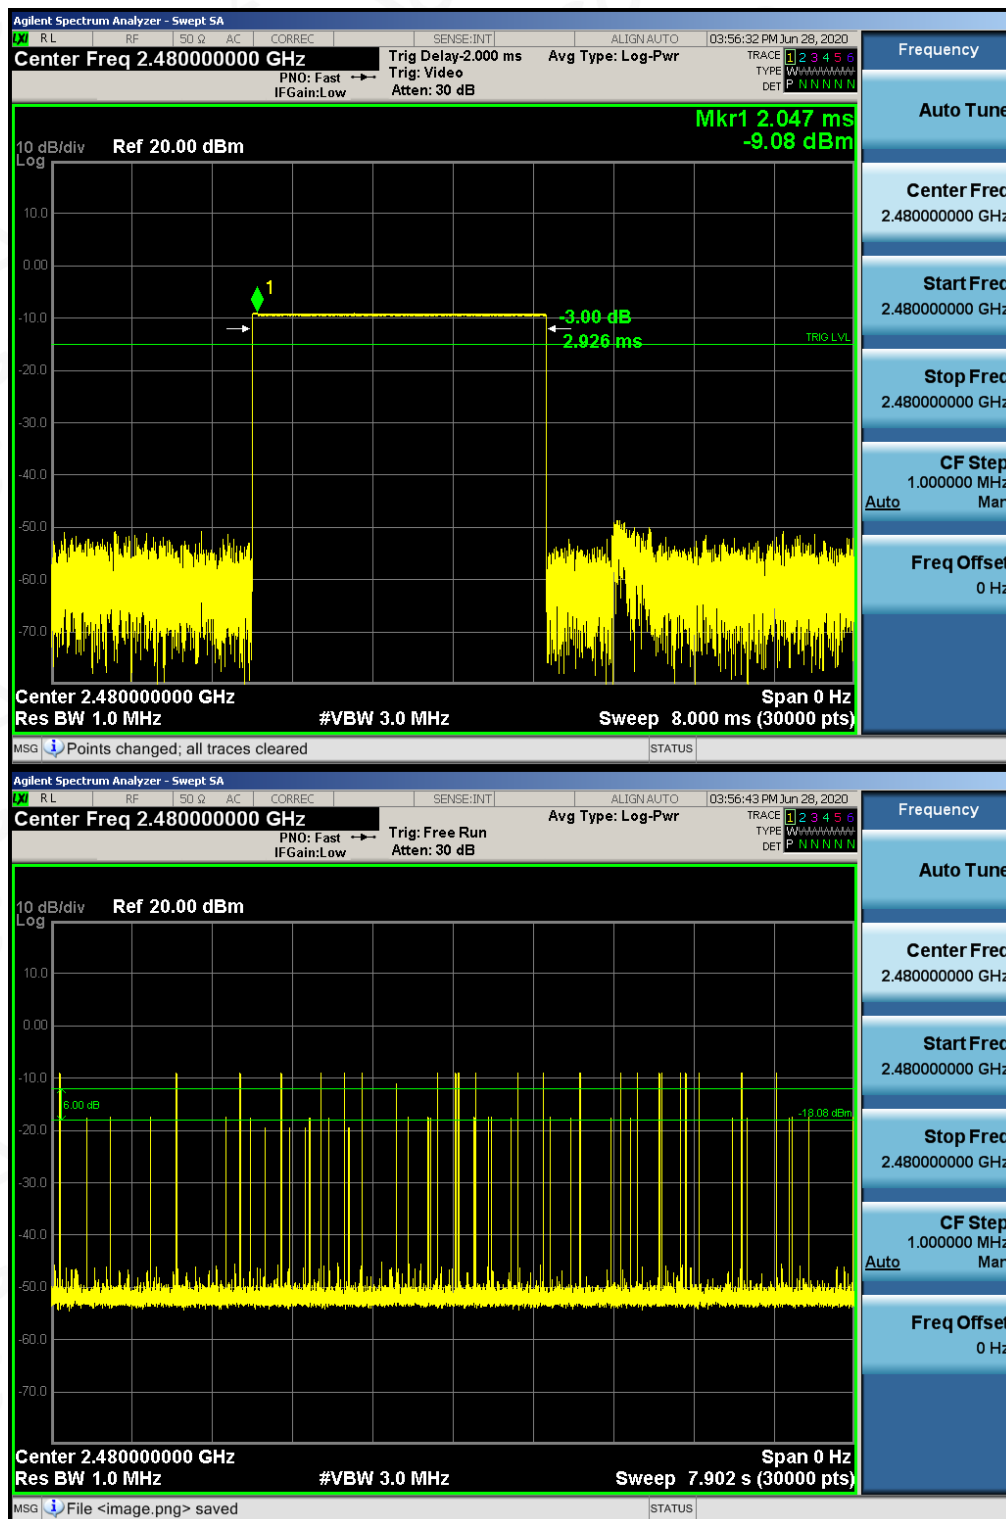 Agilent Spectrum Analyzer - Swept SA
LXI RL RF 50 Ω AC CORREC SENSE:INT ALIGN AUTO 03:56:32 PM Jun 28, 2020
Center Freq 2.480000000 GHz
PNO: Fast
IFGain:Low
Trig Delay-2.000 ms
Trig: Video
Atten: 30 dB
Avg Type: Log-Pwr
TRACE 1 2 3 4 5 6
TYPE WWWWWW
DET P N N N N N
Frequency
Auto Tune
Mkr1 2.047 ms
-9.08 dBm
10 dB/div
Log
Ref 20.00 dBm
10.0
0.00
-10.0
-20.0
-30.0
-40.0
-50.0
-60.0
-70.0
1
-3.00 dB
2.926 ms
TRIG LVL
Center Freq
2.480000000 GHz
Start Freq
2.480000000 GHz
Stop Freq
2.480000000 GHz
CF Step
1.000000 MHz
Auto Man
Freq Offset
0 Hz
Center 2.480000000 GHz Span 0 Hz
Res BW 1.0 MHz #VBW 3.0 MHz Sweep 8.000 ms (30000 pts)
MSG Points changed; all traces cleared STATUS
Agilent Spectrum Analyzer - Swept SA
LXI RL RF 50 Ω AC CORREC SENSE:INT ALIGN AUTO 03:56:43 PM Jun 28, 2020
Center Freq 2.480000000 GHz
PNO: Fast
IFGain:Low
Trig: Free Run
Atten: 30 dB
Avg Type: Log-Pwr
TRACE 1 2 3 4 5 6
TYPE WWWWWW
DET P N N N N N
Frequency
Auto Tune
10 dB/div
Log
Ref 20.00 dBm
10.0
0.00
-10.0
-20.0
-30.0
-40.0
-50.0
-60.0
-70.0
6.00 dB
-18.08 dBm
Center Freq
2.480000000 GHz
Start Freq
2.480000000 GHz
Stop Freq
2.480000000 GHz
CF Step
1.000000 MHz
Auto Man
Freq Offset
0 Hz
Center 2.480000000 GHz Span 0 Hz
Res BW 1.0 MHz #VBW 3.0 MHz Sweep 7.902 s (30000 pts)
MSG File <image.png> saved STATUS